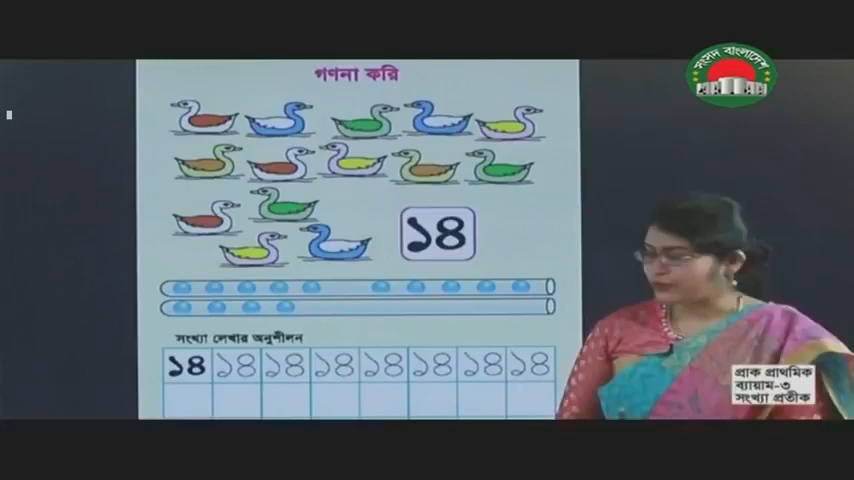 সংসদ বাংলাদেশ
গণনা করি
১৪
সংখ্যা লেখার অনুশীলন
১৪ ১৪ ১৪ ১৪ ১৪ ১৪ ১৪ ১৪
প্রাক প্রাথমিক
ব্যায়াম-৩
সংখ্যা প্রতীক